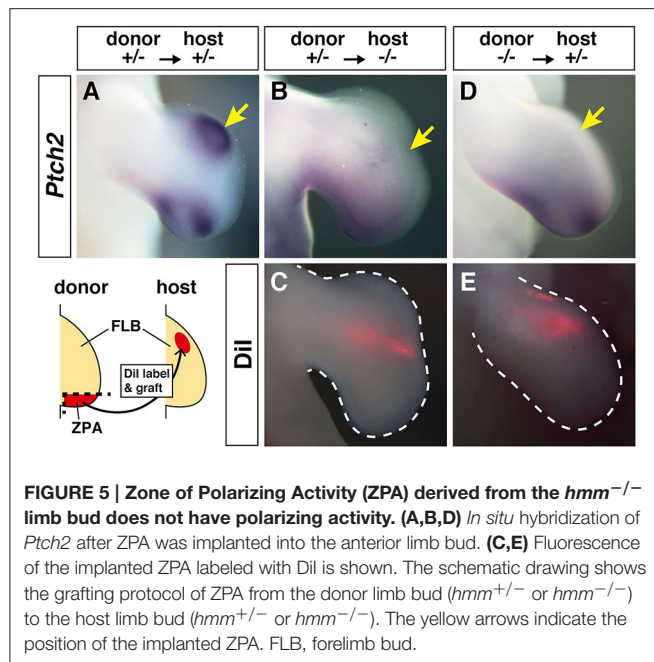 donor host
+/- → +/-
donor host
+/- → -/-
donor host
-/- → +/-
Ptch2
A
B
D
donor host
FLB
DiI label
& graft
ZPA
DiI
C
E
FIGURE 5 | Zone of Polarizing Activity (ZPA) derived from the hmm−/−
limb bud does not have polarizing activity. (A,B,D) In situ hybridization of
Ptch2 after ZPA was implanted into the anterior limb bud. (C,E) Fluorescence
of the implanted ZPA labeled with DiI is shown. The schematic drawing shows
the grafting protocol of ZPA from the donor limb bud (hmm+/− or hmm−/−)
to the host limb bud (hmm+/− or hmm−/−). The yellow arrows indicate the
position of the implanted ZPA. FLB, forelimb bud.